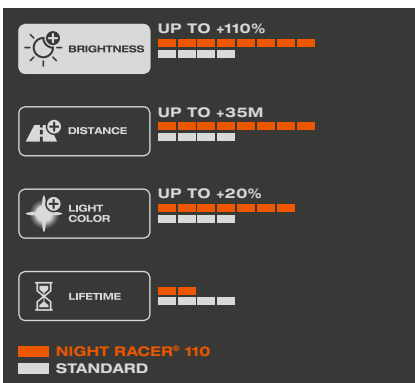 UP TO +110%
BRIGHTNESS
UP TO +35M
DISTANCE
UP TO +20%
LIGHT
COLOR
LIFETIME
NIGHT RACER® 110
STANDARD